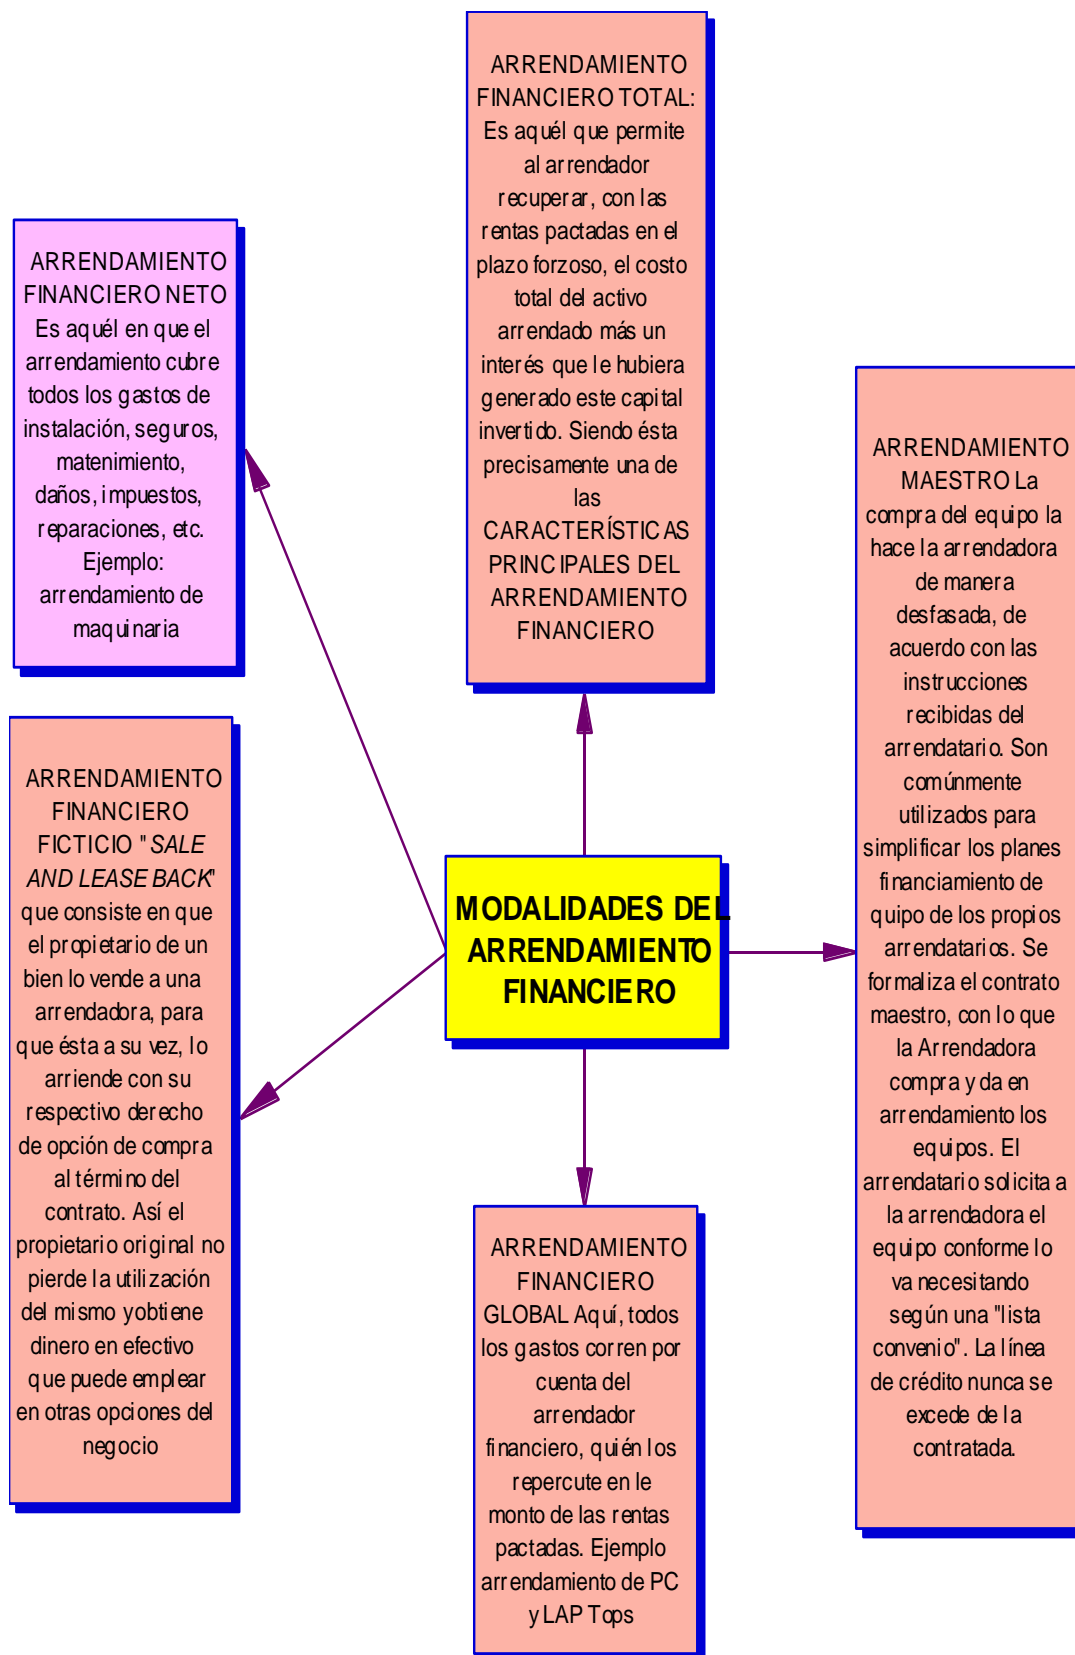 ARRENDAMIENTO
FINANCIERO TOTAL:
Es aquél que permite
al arrendador
recuperar, con las
rentas pactadas en el
plazo forzoso, el costo
total del activo
arrendado más un
interés que le hubiera
generado este capital
invertido. Siendo ésta
precisamente una de
las
CARACTERÍSTICAS
PRINCIPALES DEL
ARRENDAMIENTO
FINANCIERO
ARRENDAMIENTO
FINANCIERO NETO
Es aquél en que el
arrendamiento cubre
todos los gastos de
instalación, seguros,
matenimiento,
daños, impuestos,
reparaciones, etc.
Ejemplo:
arrendamiento de
maquinaria
ARRENDAMIENTO
MAESTRO La
compra del equipo la
hace la arrendadora
de manera
desfasada, de
acuerdo con las
instrucciones
recibidas del
arrendatario. Son
comúnmente
utilizados para
simplificar los planes
financiamiento de
quipo de los propios
arrendatarios. Se
formaliza el contrato
maestro, con lo que
la Arrendadora
compra y da en
arrendamiento los
equipos. El
arrendatario solicita a
la arrendadora el
equipo conforme lo
va necesitando
según una "lista
convenio". La línea
de crédito nunca se
excede de la
contratada.
ARRENDAMIENTO
FINANCIERO
FICTICIO "SALE
AND LEASE BACK"
que consiste en que
el propietario de un
bien lo vende a una
arrendadora, para
que ésta a su vez, lo
arriende con su
respectivo derecho
de opción de compra
al término del
contrato. Así el
propietario original no
pierde la utilización
del mismo y obtiene
dinero en efectivo
que puede emplear
en otras opciones del
negocio
MODALIDADES DEL
ARRENDAMIENTO
FINANCIERO
ARRENDAMIENTO
FINANCIERO
GLOBAL Aquí, todos
los gastos corren por
cuenta del
arrendador
financiero, quién los
repercute en le
monto de las rentas
pactadas. Ejemplo
arrendamiento de PC
y LAP Tops